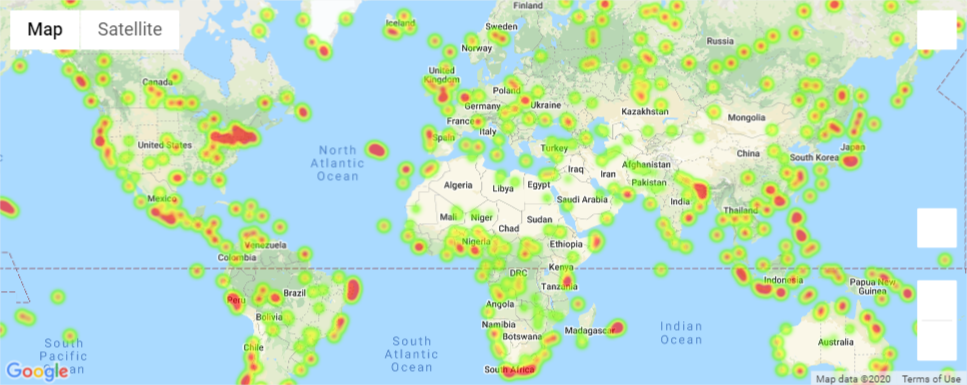 Map
Satellite
Iceland
Finland
Sweden
Norway
Russia
Canada
United
Kingdom
Poland
Germany
Ukraine
Kazakhstan
Mongolia
France
Italy
Spain
Turkey
United States
China
Japan
South Korea
North
Atlantic
Ocean
Afghanistan
Iraq
Iran
Pakistan
Algeria
Libya
Egypt
Saudi Arabia
India
Mexico
Thailand
Mali
Niger
Sudan
Chad
Nigeria
Ethiopia
Venezuela
Colombia
Kenya
DRC
Tanzania
Indonesia
Papua New
Guinea
Peru
Brazil
Bolivia
Angola
Namibia
Botswana
Madagascar
Indian
Ocean
Australia
South
Pacific
Ocean
South
Atlantic
Ocean
Chile
South Africa
Google
Map data ©2020
Terms of Use